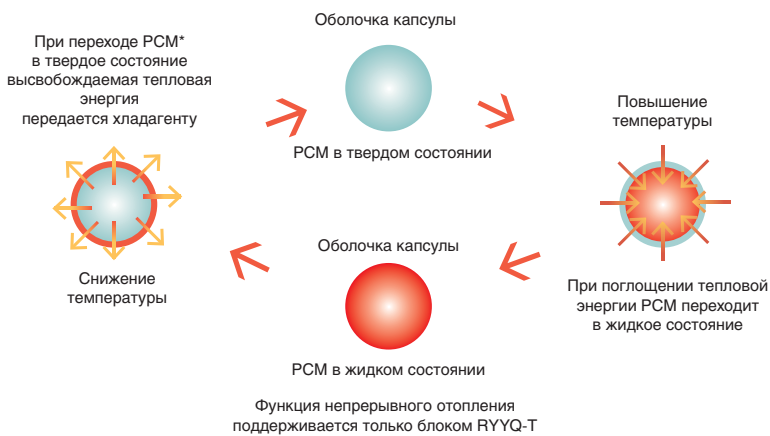 Оболочка капсулы
При переходе PCM*
в твердое состояние
высвобождаемая тепловая
энергия
передается хладагенту
PCM в твердом состоянии
Повышение
температуры
Снижение
температуры
Оболочка капсулы
При поглощении тепловой
энергии PCM переходит
в жидкое состояние
PCM в жидком состоянии
Функция непрерывного отопления
поддерживается только блоком RYYQ-T